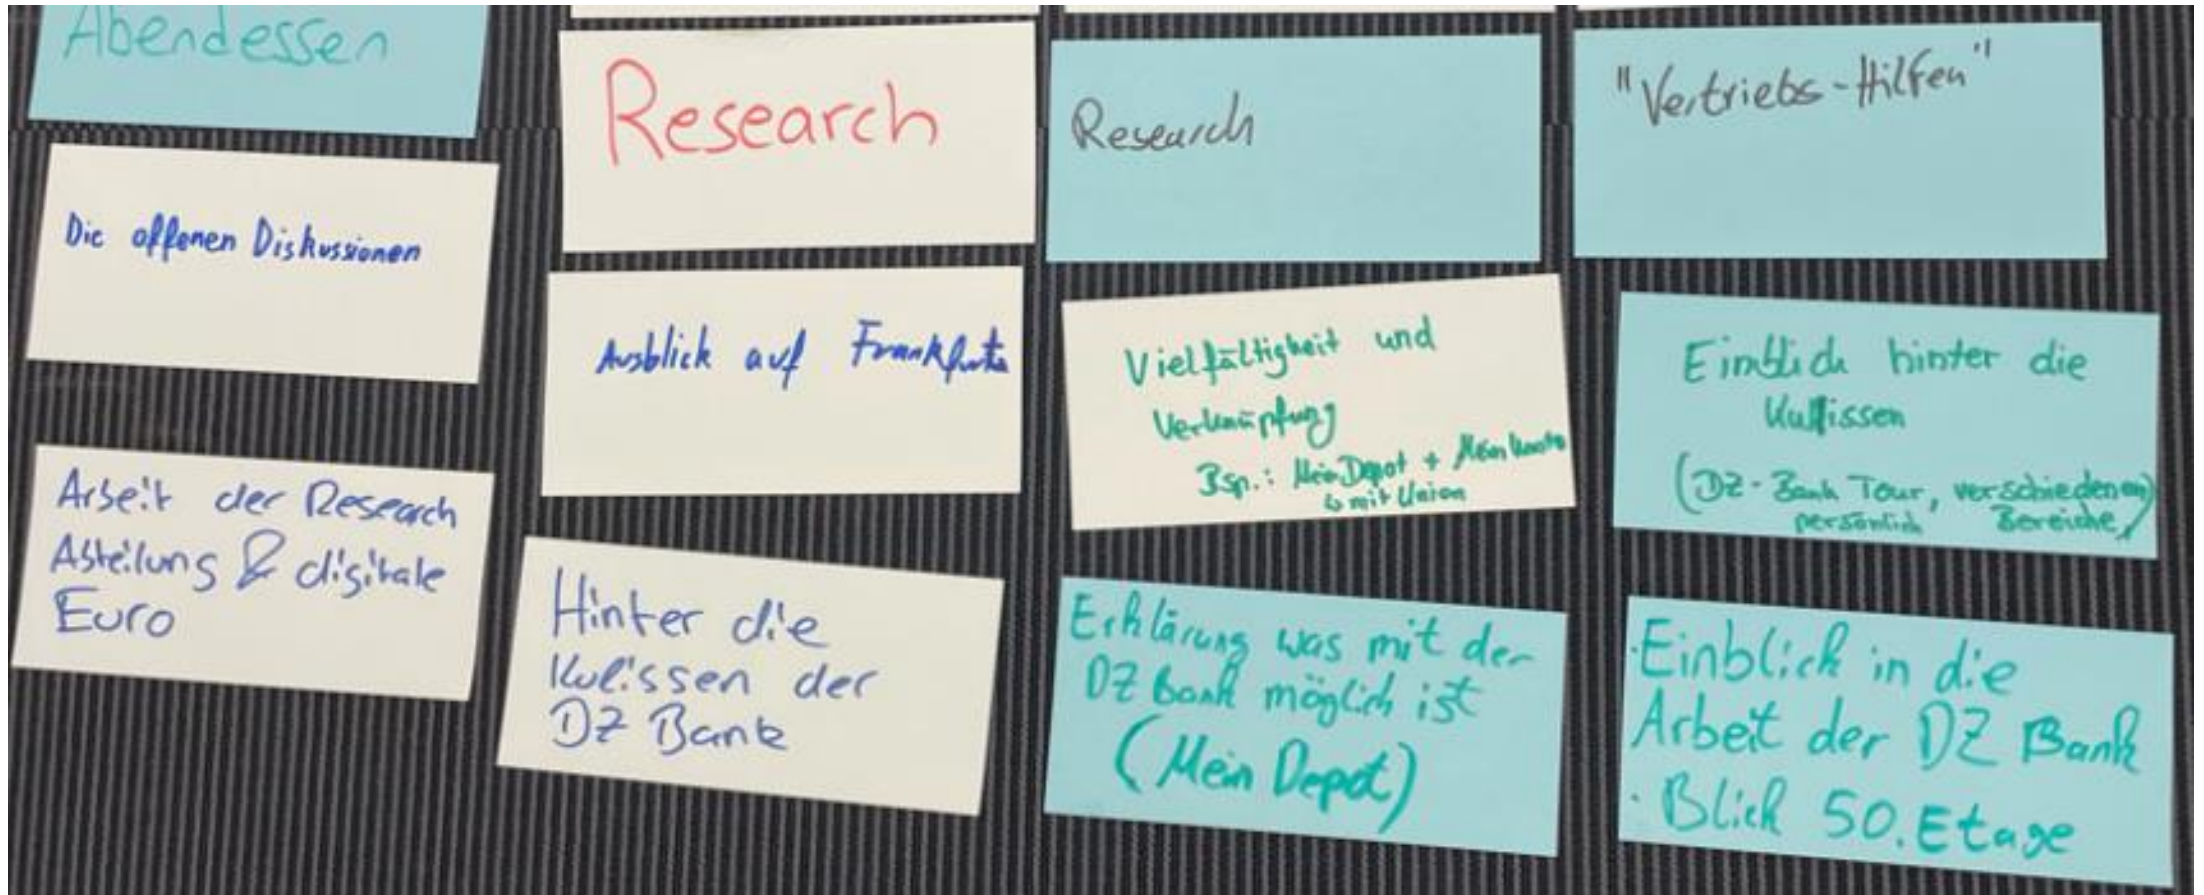 Abendessen
Die offenen Diskussionen
Arbeit der Research
Abteilung & digitale
Euro
Research
Ausblick auf Frankfurt
Hinter die
Kulissen der
DZ Bank
Research
Vielfältigkeit und
Verknüpfung
Bsp.: MeinDepot + Mein Konto
↳ mit Union
Erklärung was mit der
DZ Bank möglich ist
(Mein Depot)
"Vertriebs-Hilfen"
Einblick hinter die
Kulissen
(DZ-Bank Tour, verschiedenen)
persönlich Bereiche
·Einblick in die
Arbeit der DZ Bank
·Blick 50. Etage